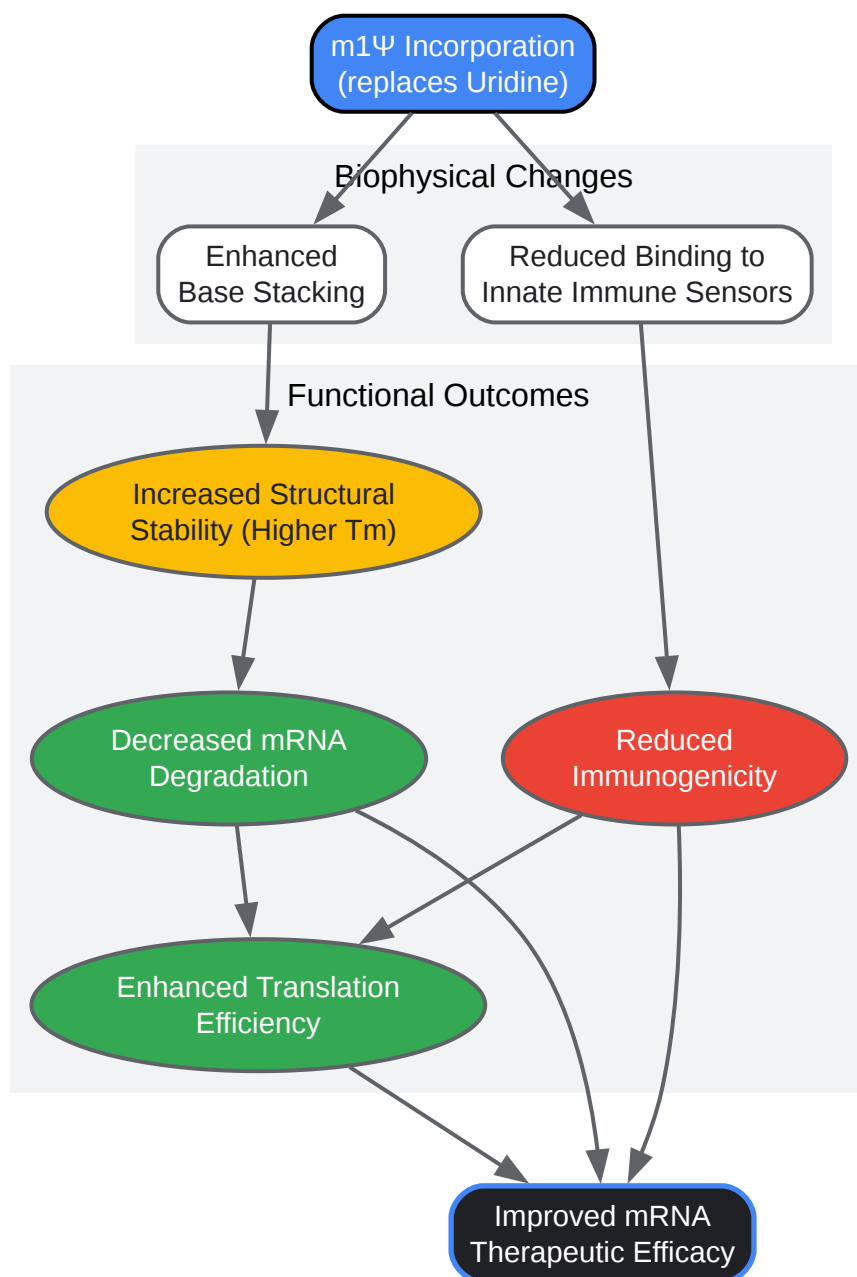 m1Ψ Incorporation
(replaces Uridine)
Biophysical Changes
Enhanced
Base Stacking
Reduced Binding to
Innate Immune Sensors
Functional Outcomes
Increased Structural
Stability (Higher Tm)
Decreased mRNA
Degradation
Reduced
Immunogenicity
Enhanced Translation
Efficiency
Improved mRNA
Therapeutic Efficacy